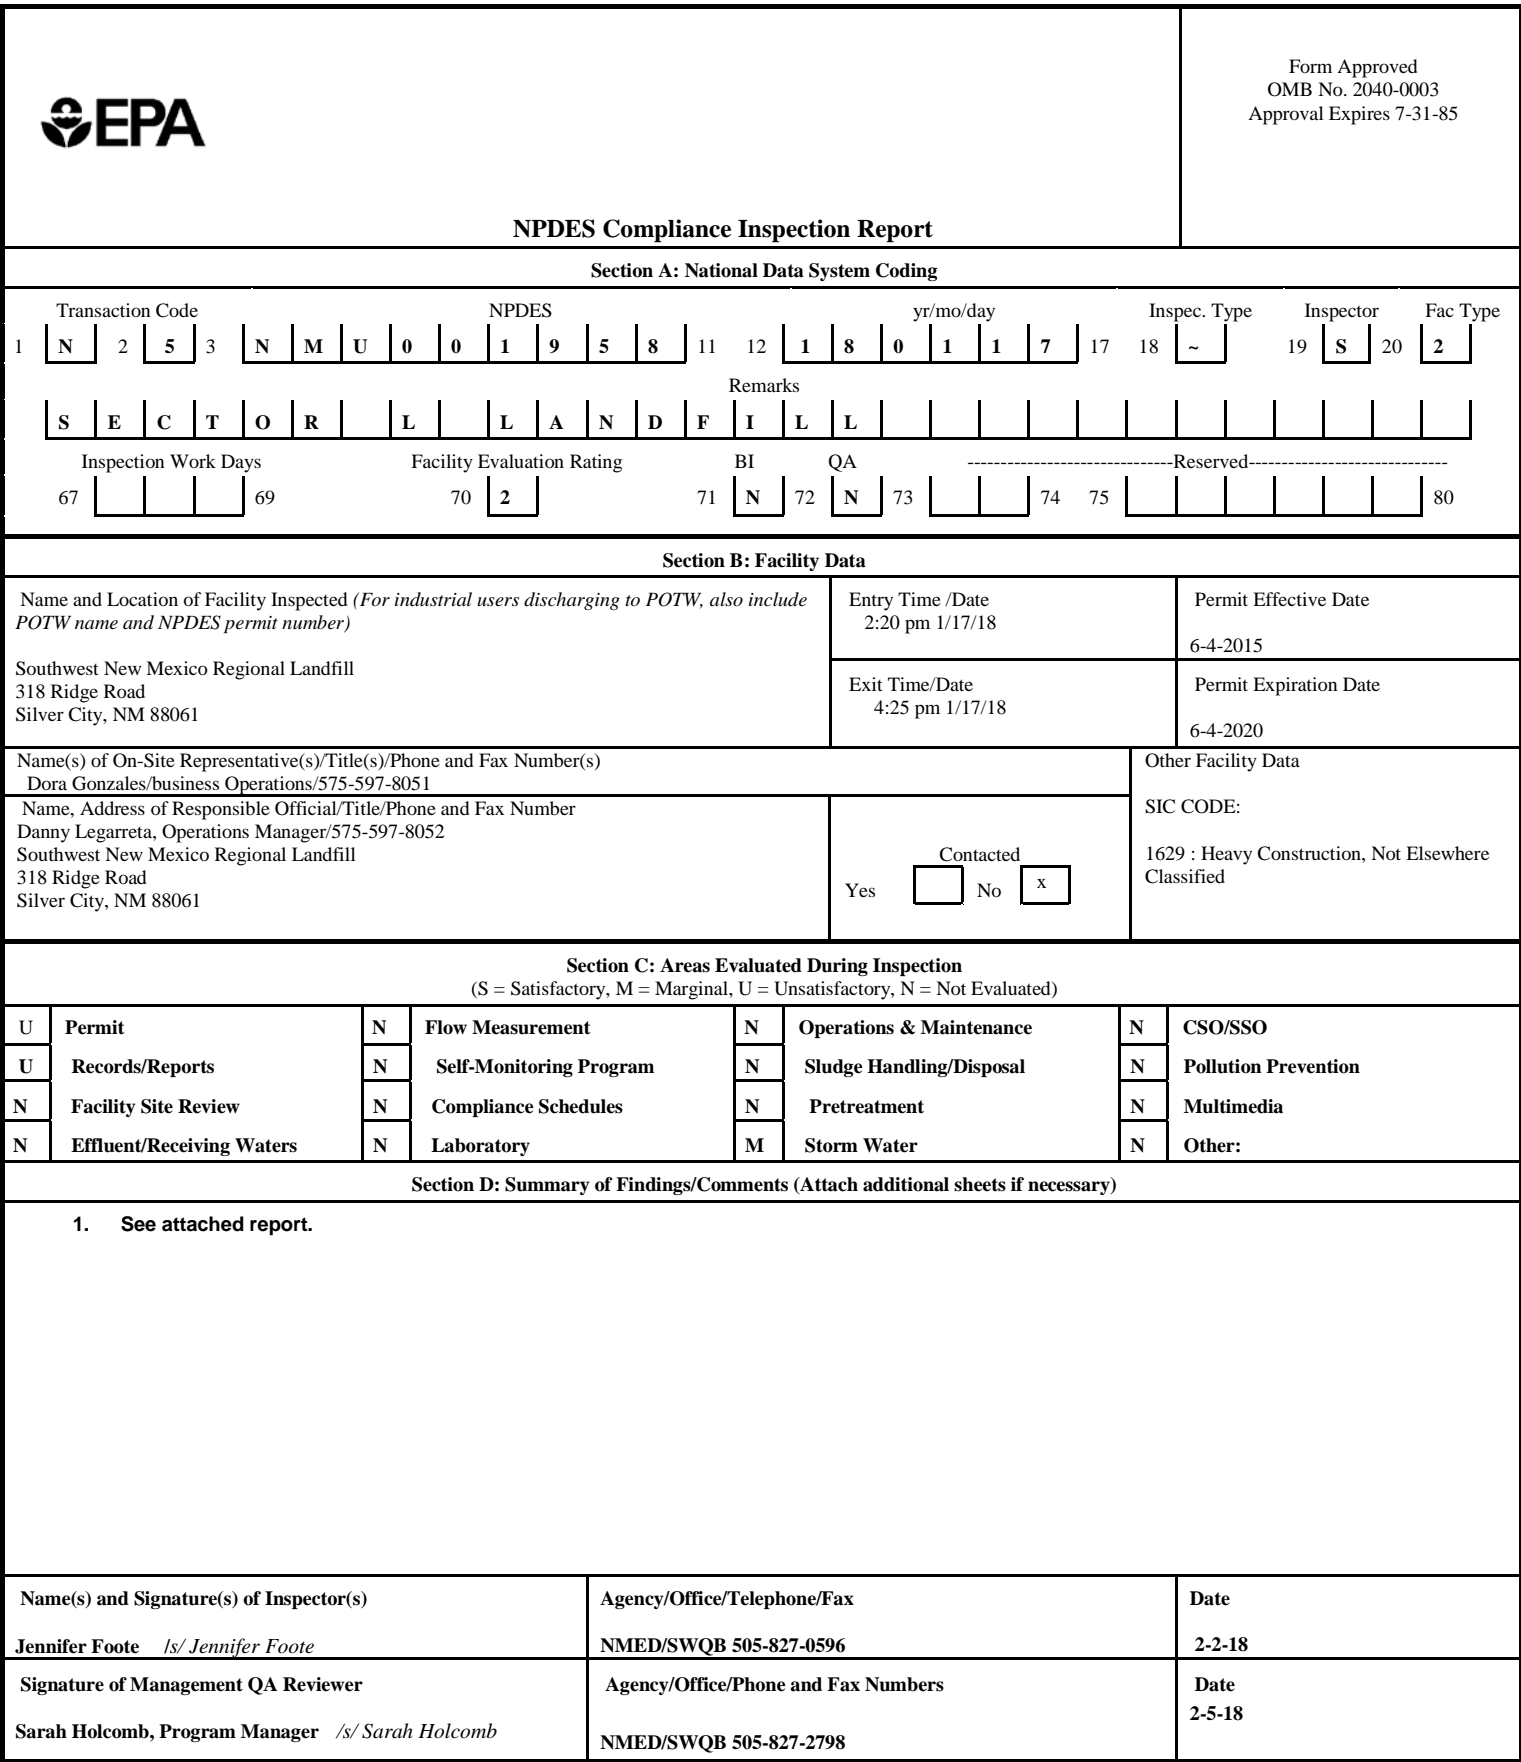 EPA
Form Approved
OMB No. 2040-0003
Approval Expires 7-31-85
NPDES Compliance Inspection Report
Section A: National Data System Coding
Transaction Code NPDES yr/mo/day Inspec. Type Inspector Fac Type
1 N 2 5 3 N M U 0 0 1 9 5 8 11 12 1 8 0 1 1 7 17 18 ~ 19 S 20 2
Remarks
S E C T O R L L A N D F I L L
Inspection Work Days Facility Evaluation Rating BI QA -------------------------------Reserved------------------------------
67 69 70 2 71 N 72 N 73 74 75 80
Section B: Facility Data
Name and Location of Facility Inspected (For industrial users discharging to POTW, also include
POTW name and NPDES permit number)
Southwest New Mexico Regional Landfill
318 Ridge Road
Silver City, NM 88061
Entry Time /Date
2:20 pm 1/17/18
Permit Effective Date
6-4-2015
Exit Time/Date
4:25 pm 1/17/18
Permit Expiration Date
6-4-2020
Name(s) of On-Site Representative(s)/Title(s)/Phone and Fax Number(s)
Dora Gonzales/business Operations/575-597-8051
Other Facility Data
SIC CODE:
1629 : Heavy Construction, Not Elsewhere
Classified
Name, Address of Responsible Official/Title/Phone and Fax Number
Danny Legarreta, Operations Manager/575-597-8052
Southwest New Mexico Regional Landfill
318 Ridge Road
Silver City, NM 88061
Contacted
Yes No x
Section C: Areas Evaluated During Inspection
(S = Satisfactory, M = Marginal, U = Unsatisfactory, N = Not Evaluated)
U Permit N Flow Measurement N Operations & Maintenance N CSO/SSO
U Records/Reports N Self-Monitoring Program N Sludge Handling/Disposal N Pollution Prevention
N Facility Site Review N Compliance Schedules N Pretreatment N Multimedia
N Effluent/Receiving Waters N Laboratory M Storm Water N Other:
Section D: Summary of Findings/Comments (Attach additional sheets if necessary)
1. See attached report.
Name(s) and Signature(s) of Inspector(s) Agency/Office/Telephone/Fax Date
Jennifer Foote /s/ Jennifer Foote NMED/SWQB 505-827-0596 2-2-18
Signature of Management QA Reviewer Agency/Office/Phone and Fax Numbers Date
2-5-18
Sarah Holcomb, Program Manager /s/ Sarah Holcomb NMED/SWQB 505-827-2798